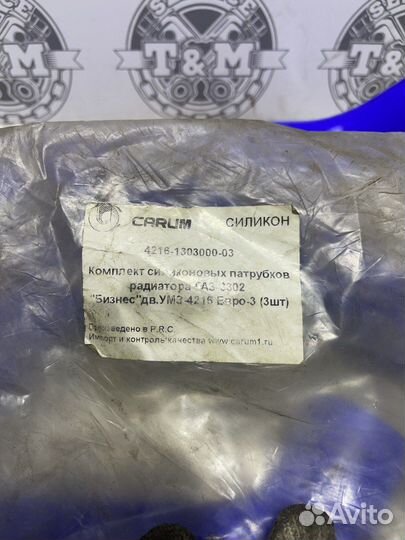 T&M
T&M
T&M
CARUM СИЛИКОН
4216-1303000-03
Комплект силиконовых патрубков
радиатора ГАЗ-3302
"Бизнес"дв.УМЗ-4216 Евро-3 (3шт)
Произведено в P.R.C
Импорт и контроль качества www.carum1.ru
Avito